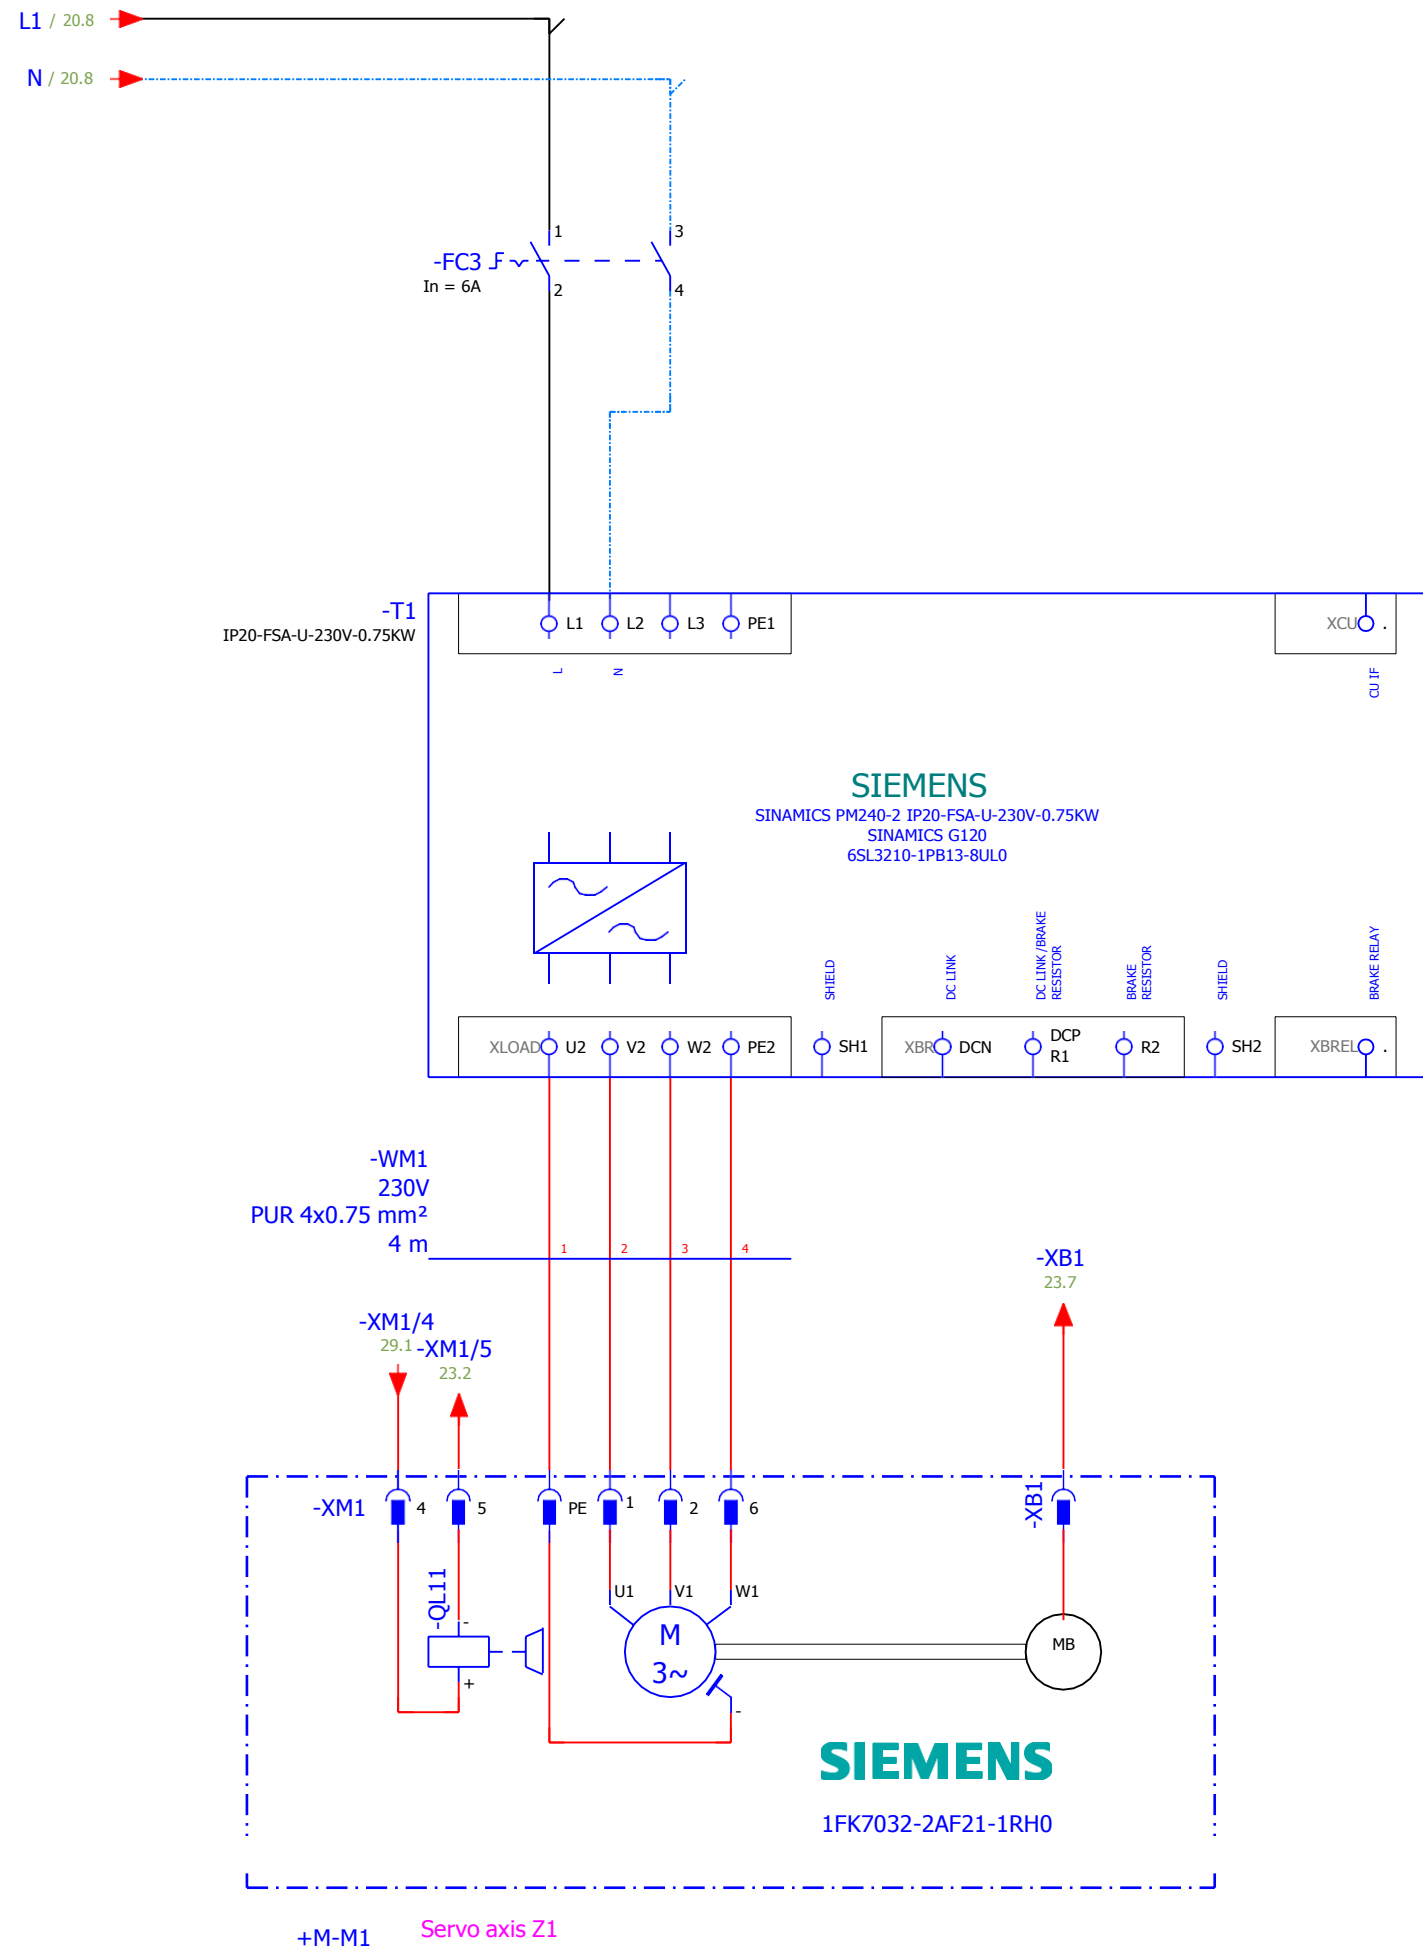 L1 / 20.8
N / 20.8
1
3
-FC3
In = 6A
2
4
-T1
IP20-FSA-U-230V-0.75KW
L1
L2
L3
PE1
XCU
.
L
N
CU IF
SIEMENS
SINAMICS PM240-2 IP20-FSA-U-230V-0.75KW
SINAMICS G120
6SL3210-1PB13-8UL0
SHIELD
DC LINK
DC LINK/BRAKE
RESISTOR
BRAKE
RESISTOR
SHIELD
BRAKE RELAY
XLOAD
U2
V2
W2
PE2
SH1
XBR
DCN
DCP
R1
R2
SH2
XBREL
.
-WM1
230V
PUR 4x0.75 mm²
4 m
1
2
3
4
-XB1
23.7
-XM1/4
29.1
-XM1/5
23.2
-XM1
4
5
PE
1
2
6
-XB1
-QL11
-
+
U1
V1
W1
M
3~
-
MB
SIEMENS
1FK7032-2AF21-1RH0
+M-M1
Servo axis Z1